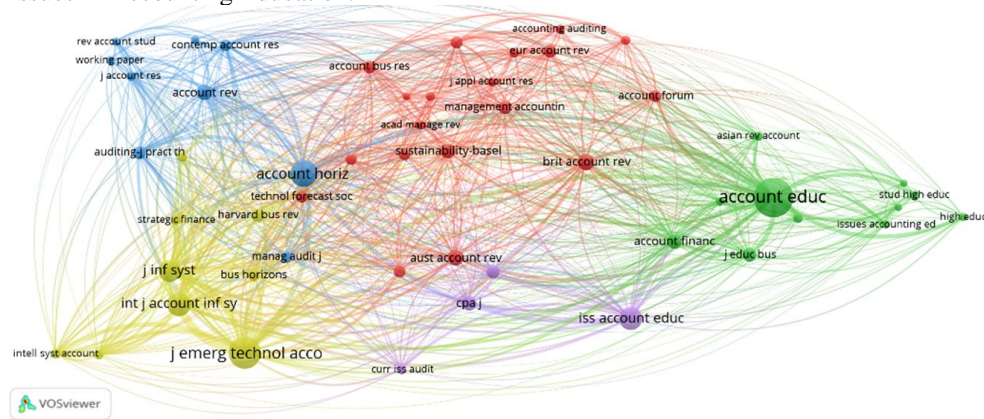 accounting auditing
rev account stud
contemp account res
working paper
eur account rev
account bus res
j account res
j appl account res
account rev
account forum
management accountin
acad manage rev
asian rev account
auditing-j pract th
sustainability-basel
brit account rev
account horiz
technol forecast soc
account educ
stud high educ
strategic finance
harvard bus rev
high educ
issues accounting ed
account financ
manag audit j
aust account rev
j educ bus
j inf syst
bus horizons
int j account inf sy
cpa j
iss account educ
intell syst account
j emerg technol acco
curr iss audit
VOSviewer